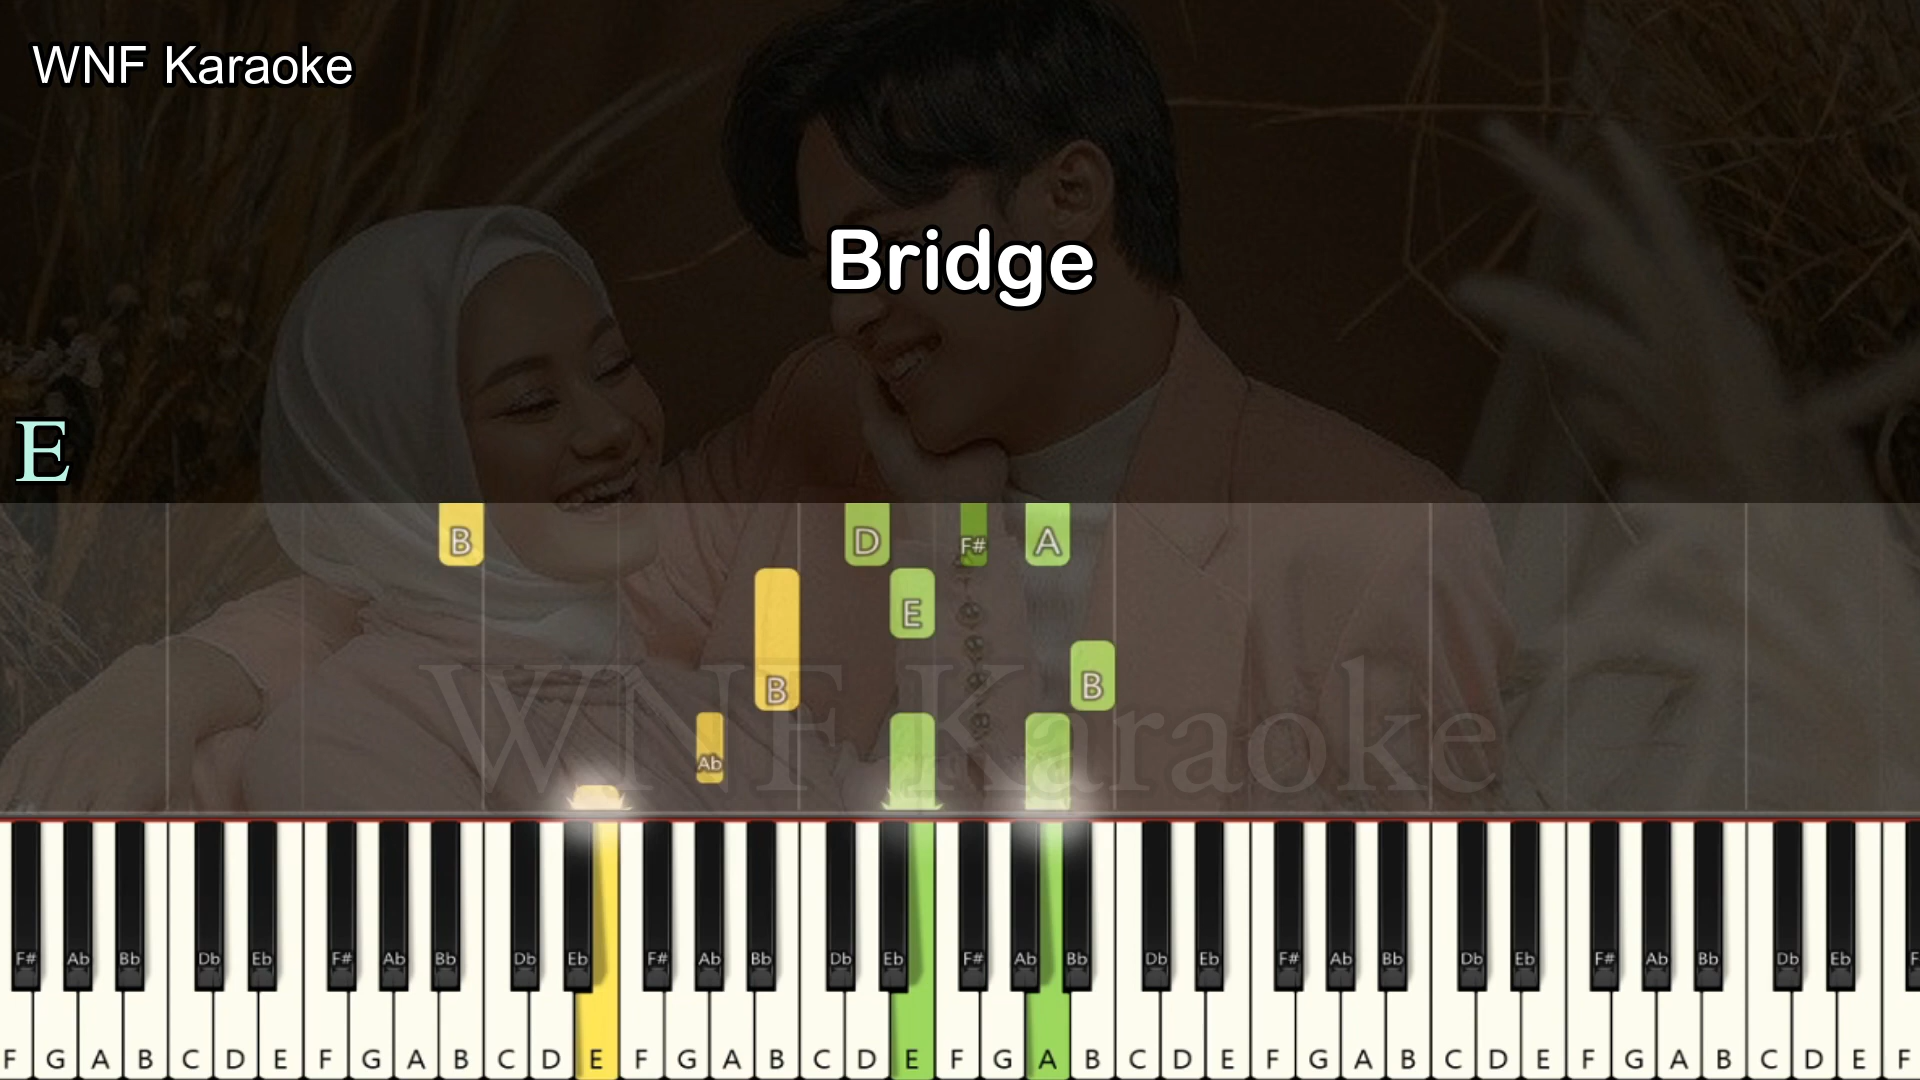 WNF Karaoke
Bridge
E
B D F# A
E
B B
WNF Karaoke
Ab
F# Ab Bb Db Eb F# Ab Bb Db Eb F# Ab Bb Db Eb F# Ab Bb Db Eb F# Ab Bb Db Eb F# Ab Bb Db Eb F
F G A B C D E F G A B C D E F G A B C D E F G A B C D E F G A B C D E F G A B C D E F